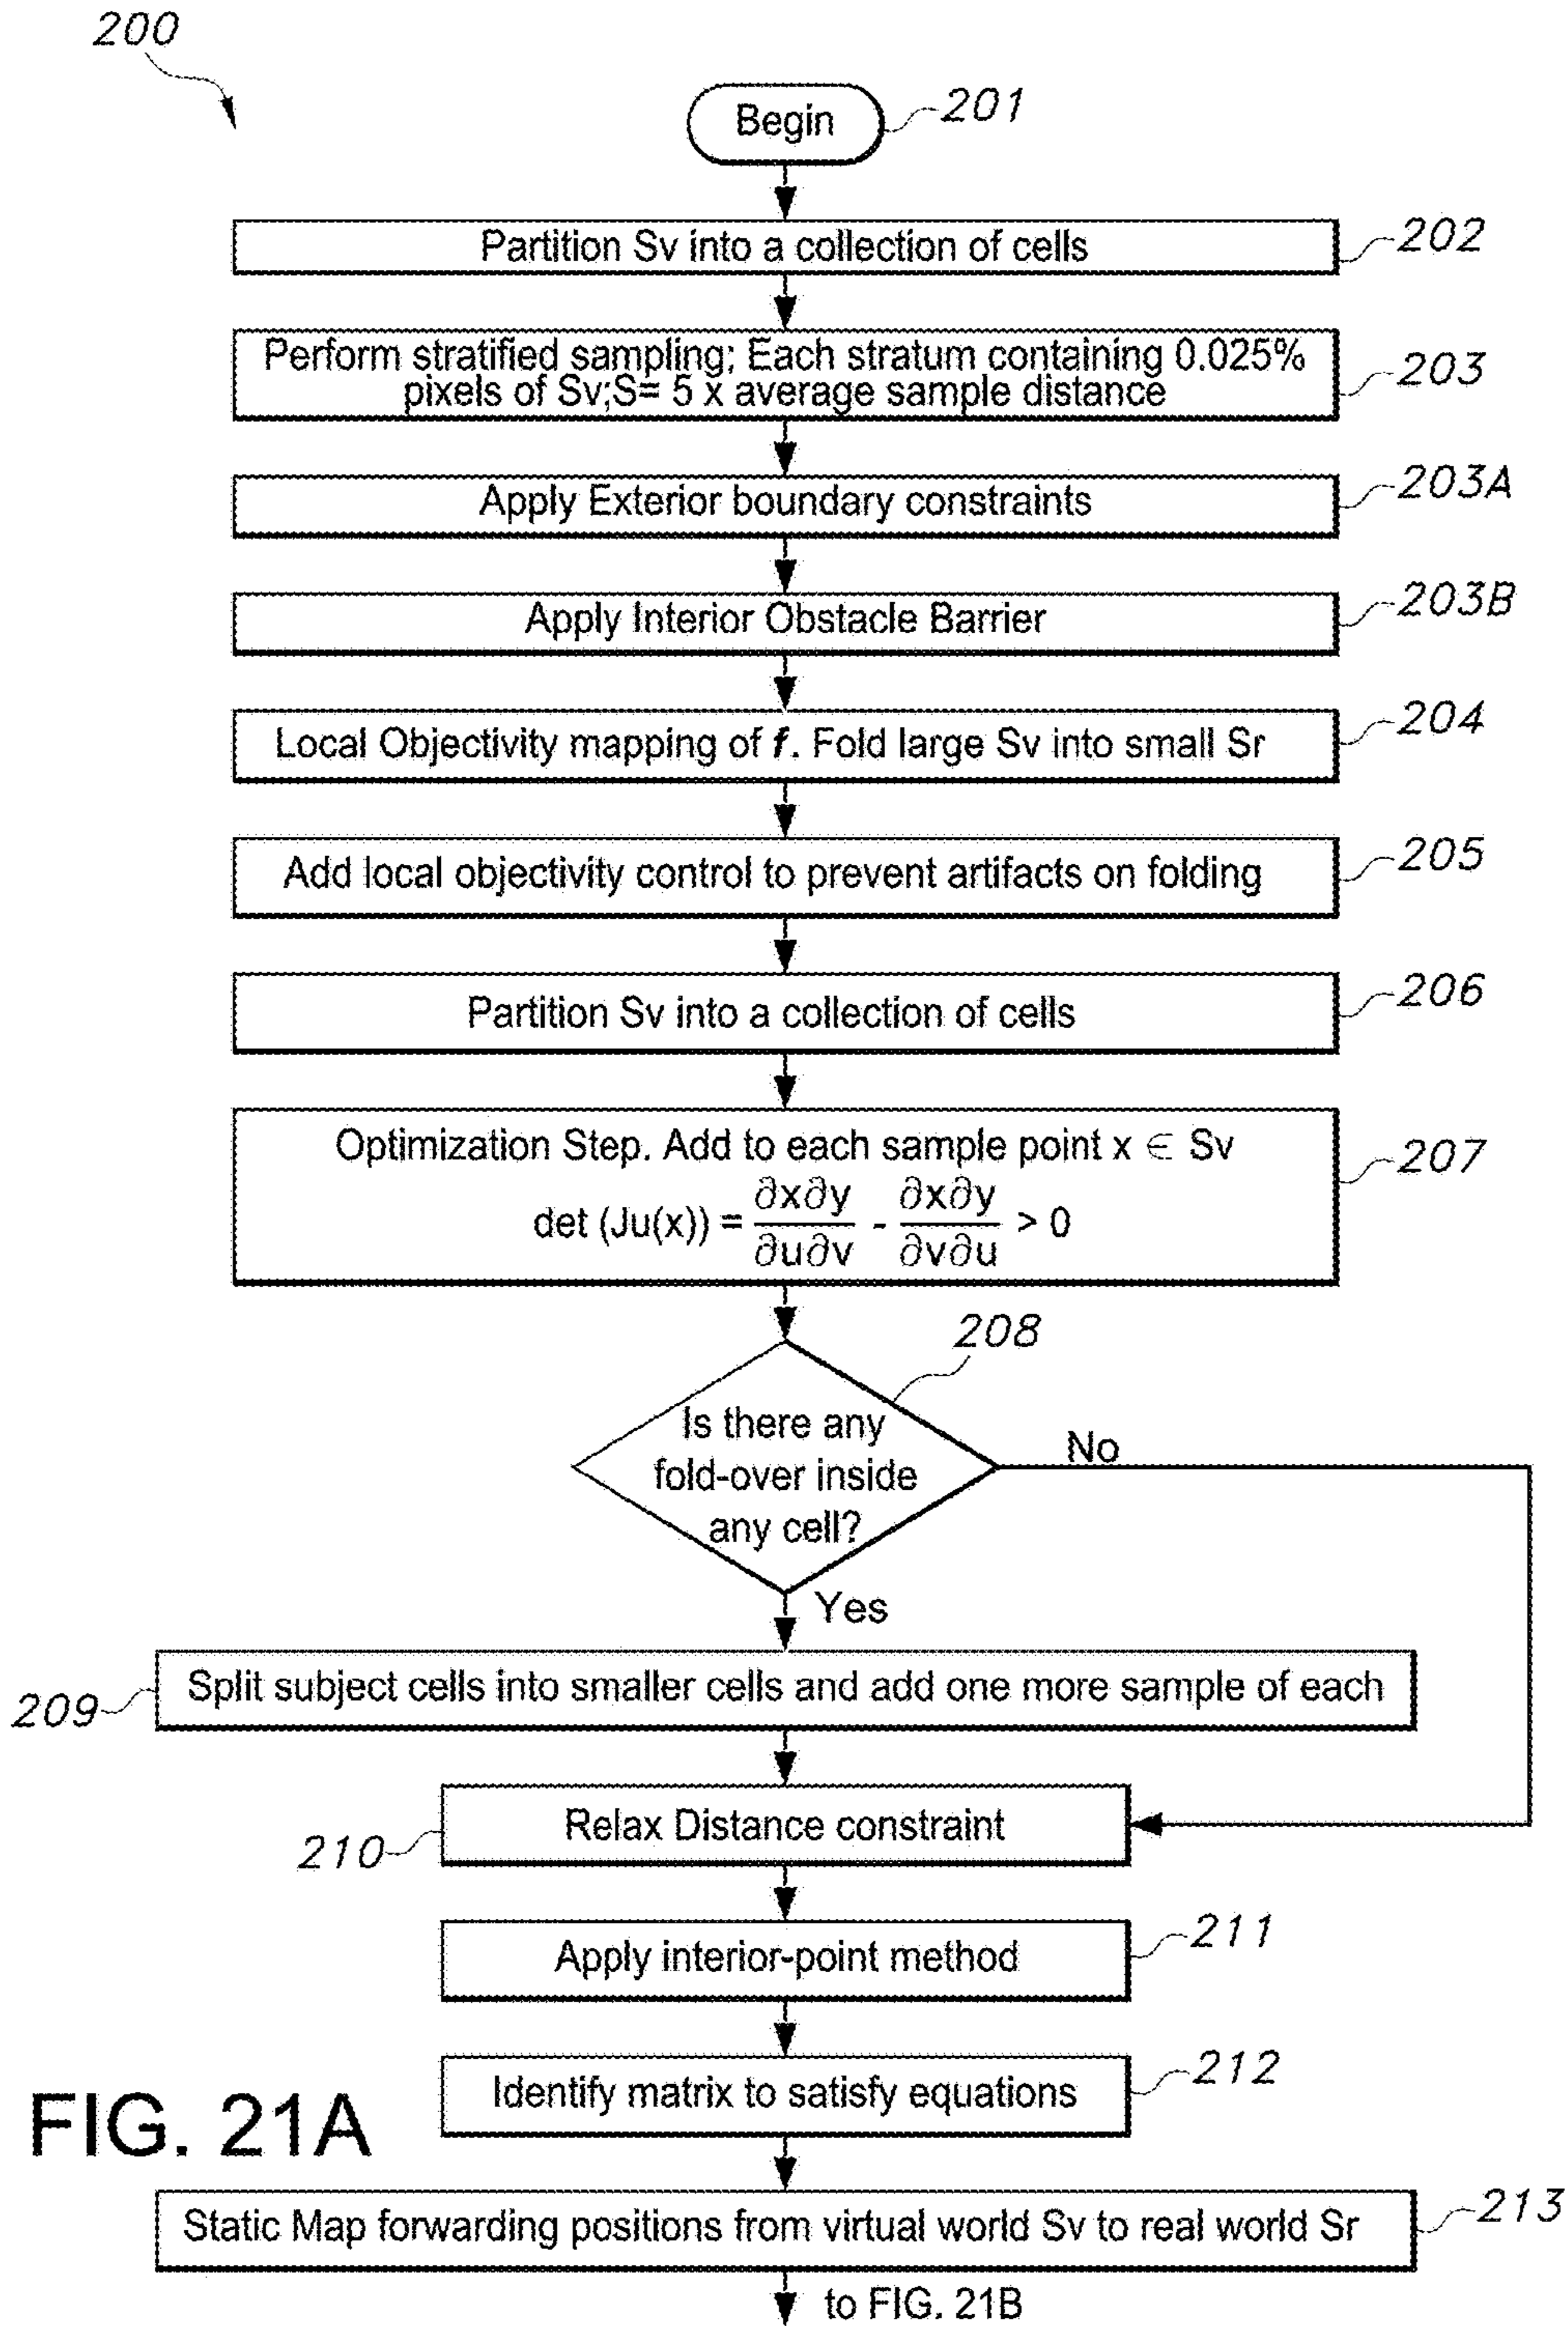 200
Begin
201
Partition Sv into a collection of cells
202
Perform stratified sampling; Each stratum containing 0.025%
pixels of Sv;S= 5 x average sample distance
203
Apply Exterior boundary constraints
203A
Apply Interior Obstacle Barrier
203B
Local Objectivity mapping of f. Fold large Sv into small Sr
204
Add local objectivity control to prevent artifacts on folding
205
Partition Sv into a collection of cells
206
Optimization Step. Add to each sample point x ∈ Sv
det (Ju(x)) = ∂x∂y/∂u∂v - ∂x∂y/∂v∂u > 0
207
208
Is there any
fold-over inside
any cell?
No
Yes
Split subject cells into smaller cells and add one more sample of each
209
Relax Distance constraint
210
Apply interior-point method
211
Identify matrix to satisfy equations
212
FIG. 21A
Static Map forwarding positions from virtual world Sv to real world Sr
213
to FIG. 21B